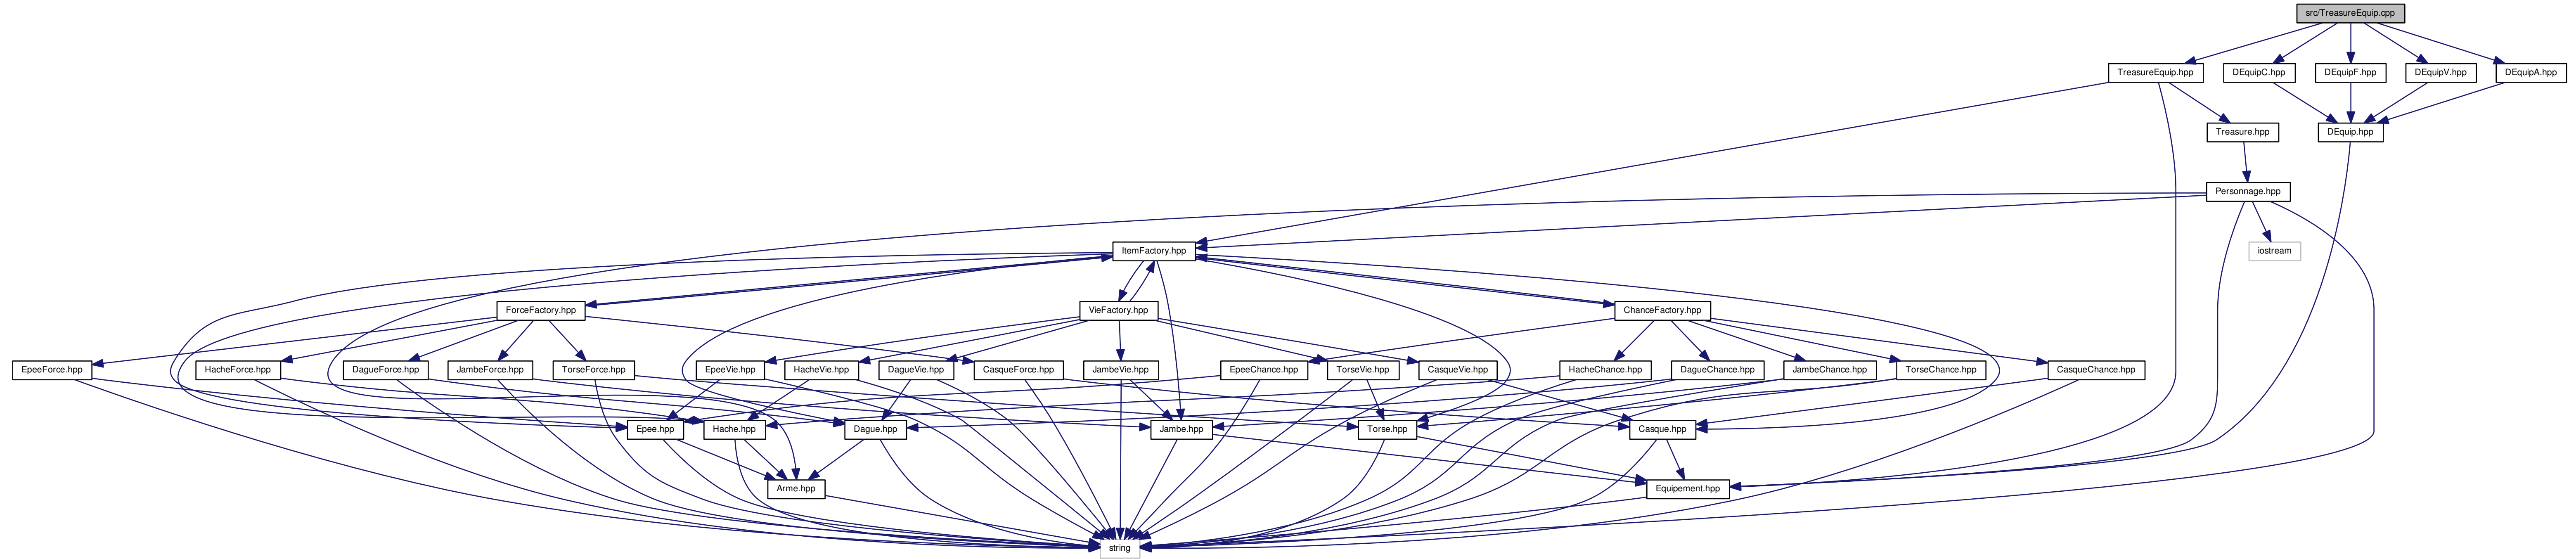 src/TreasureEquip.cpp
TreasureEquip.hpp
DEquipC.hpp
DEquipF.hpp
DEquipV.hpp
DEquipA.hpp
Treasure.hpp
DEquip.hpp
Personnage.hpp
ItemFactory.hpp
iostream
ForceFactory.hpp
VieFactory.hpp
ChanceFactory.hpp
EpeeForce.hpp
HacheForce.hpp
DagueForce.hpp
JambeForce.hpp
TorseForce.hpp
EpeeVie.hpp
HacheVie.hpp
DagueVie.hpp
CasqueForce.hpp
JambeVie.hpp
EpeeChance.hpp
TorseVie.hpp
CasqueVie.hpp
HacheChance.hpp
DagueChance.hpp
JambeChance.hpp
TorseChance.hpp
CasqueChance.hpp
Epee.hpp
Hache.hpp
Dague.hpp
Jambe.hpp
Torse.hpp
Casque.hpp
Arme.hpp
Equipement.hpp
string